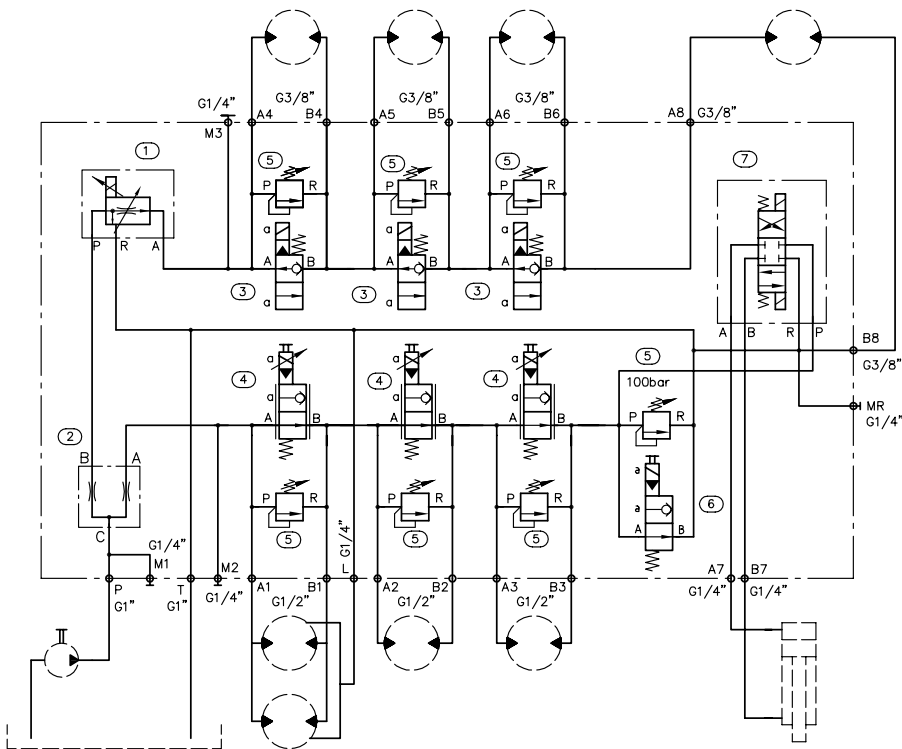 G3/8" G3/8" G3/8"
G1/4" A4 B4 A5 B5 A6 B6 A8 G3/8"
M3
1 5 5 5 7
P R P R P R
a a a
P R A A B A B A B
3 3 3
a a a
A B R P
B8
a a a 5 G3/8"
4 4 4 100bar
a a a P R MR
A B A B A B G1/4"
2
B A a
P R P R P R a 6
C 5 5 5 A B
G1/4" G1/4"
M1 M2 A7 B7
P T G1/4" A1 B1 L A2 B2 A3 B3 G1/4" G1/4"
G1" G1" G1/2" G1/2" G1/2"